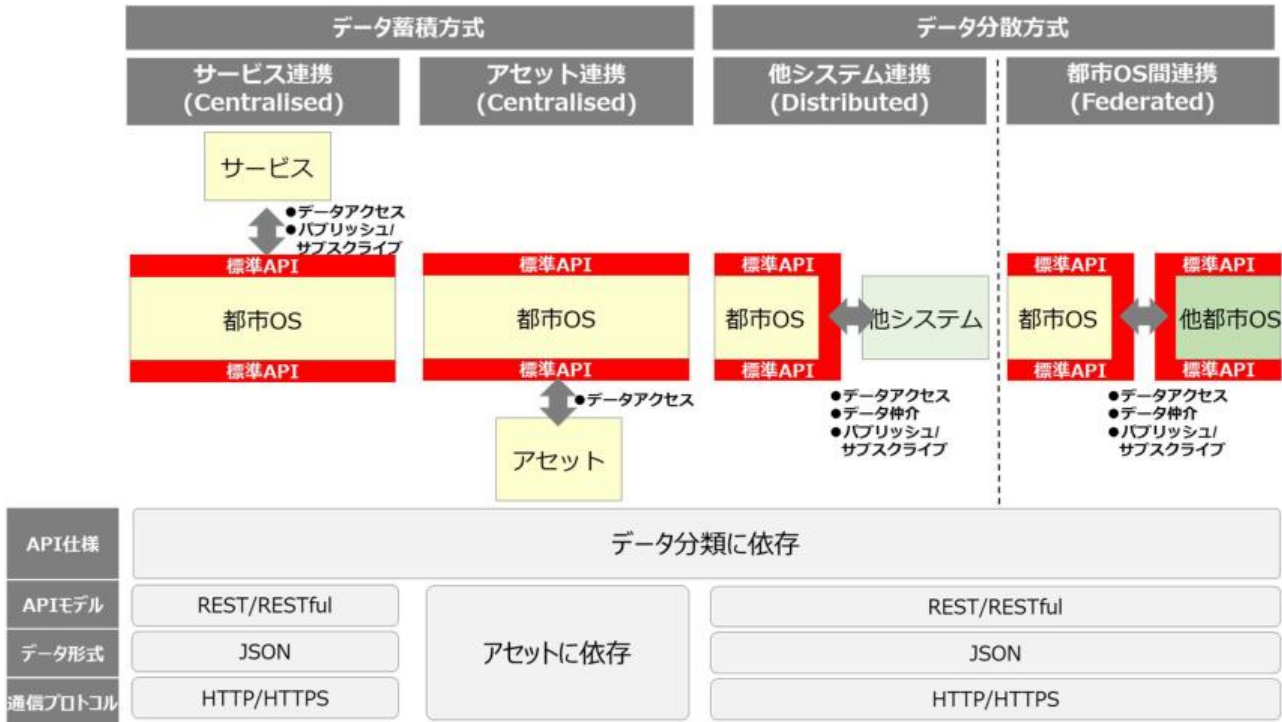 データ蓄積方式
データ分散方式
サービス連携
(Centralised)
アセット連携
(Centralised)
他システム連携
(Distributed)
都市OS間連携
(Federated)
サービス
●データアクセス
●パブリッシュ/
サブスクライブ
標準API
都市OS
標準API
標準API
都市OS
標準API
●データアクセス
アセット
標準API
都市OS
標準API
他システム
●データアクセス
●データ仲介
●パブリッシュ/
サブスクライブ
標準API
都市OS
標準API
標準API
他都市OS
標準API
●データアクセス
●データ仲介
●パブリッシュ/
サブスクライブ
API仕様
データ分類に依存
APIモデル
REST/RESTful
アセットに依存
REST/RESTful
データ形式
JSON
JSON
通信プロトコル
HTTP/HTTPS
HTTP/HTTPS